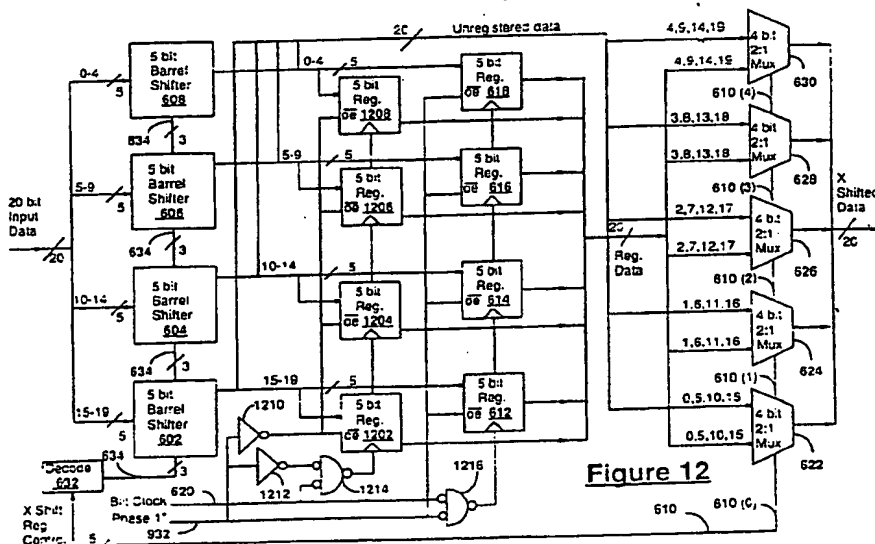 20
Unreg stered data
5 bit
Barrel
Shifter
608
0-4
5
5 bit
Reg.
oe 618
5 bit
Reg.
oe 1208
0-4
5
634
3
4,9,14,19
4 bit
2:1
Mux
630
4,9,14,19
610 (4)
20 bit
Input
Data
20
5-9
5
5 bit
Barrel
Shifter
606
5-9
5
5 bit
Reg.
oe 616
5 bit
Reg.
oe 1206
634
3
3.8,13,18
4 bit
2:1
Mux
628
3.8,13,18
610 (3)
X
Shifted
Data
20
20
Reg.
Data
2,7,12,17
4 bit
2:1
Mux
626
2,7,12,17
610 (2)
10-14
5
5 bit
Barrel
Shifter
604
10-14
5
5 bit
Reg.
oe 614
5 bit
Reg.
oe 1204
634
3
1,6,11,16
4 bit
2:1
Mux
624
1,6,11,16
610 (1)
15-19
5
5 bit
Barrel
Shifter
602
15-19
5
5 bit
Reg.
oe 612
5 bit
Reg.
oe 1202
0,5,10,15
4 bit
2:1
Mux
622
0,5,10,15
1210
1212
1214
1216
634
3
Decode
632
620
Bit Clock
Phase 1*
932
X Shift
Reg
5
610
Figure 12